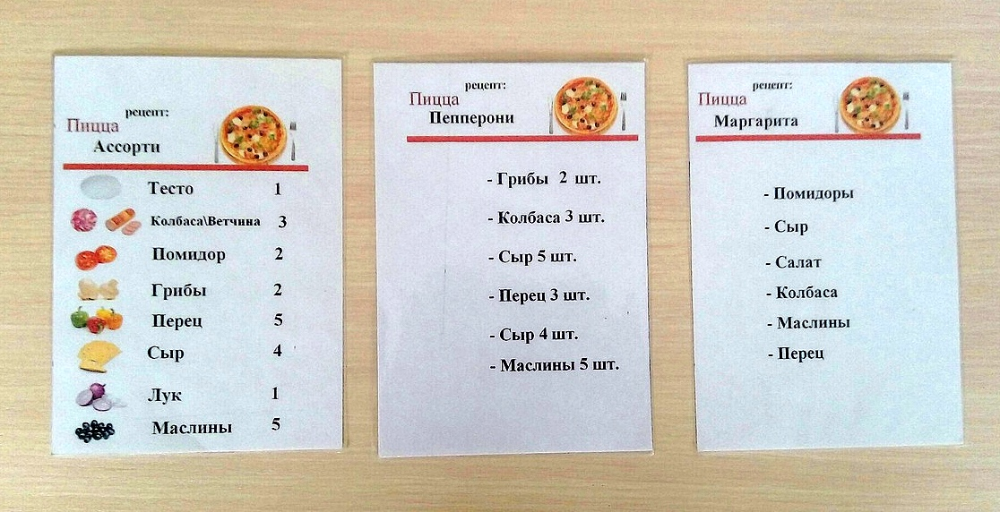 рецепт:
Пицца
Ассорти
Тесто 1
Колбаса\Ветчина 3
Помидор 2
Грибы 2
Перец 5
Сыр 4
Лук 1
Маслины 5
рецепт:
Пицца
Пепперони
- Грибы 2 шт.
- Колбаса 3 шт.
- Сыр 5 шт.
- Перец 3 шт.
- Сыр 4 шт.
- Маслины 5 шт.
рецепт:
Пицца
Маргарита
- Помидоры
- Сыр
- Салат
- Колбаса
- Маслины
- Перец